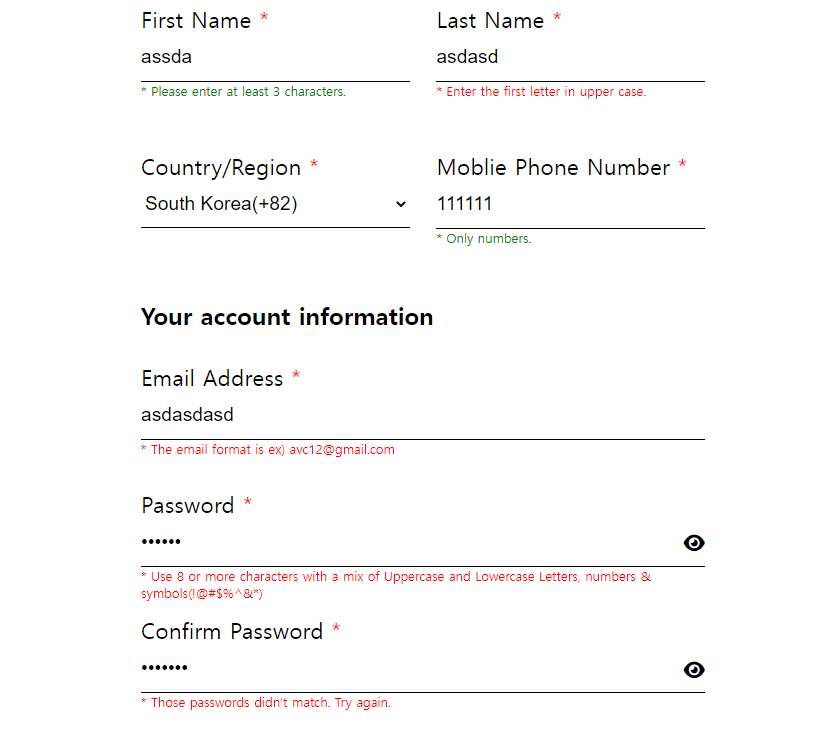 First Name * Last Name *
assda asdasd
* Please enter at least 3 characters. * Enter the first letter in upper case.
Country/Region * Moblie Phone Number *
South Korea(+82) 111111
* Only numbers.
Your account information
Email Address *
asdasdasd
* The email format is ex) avc12@gmail.com
Password *
••••••
* Use 8 or more characters with a mix of Uppercase and Lowercase Letters, numbers &
symbols(!@#$%^&*)
Confirm Password *
•••••••
* Those passwords didn't match. Try again.